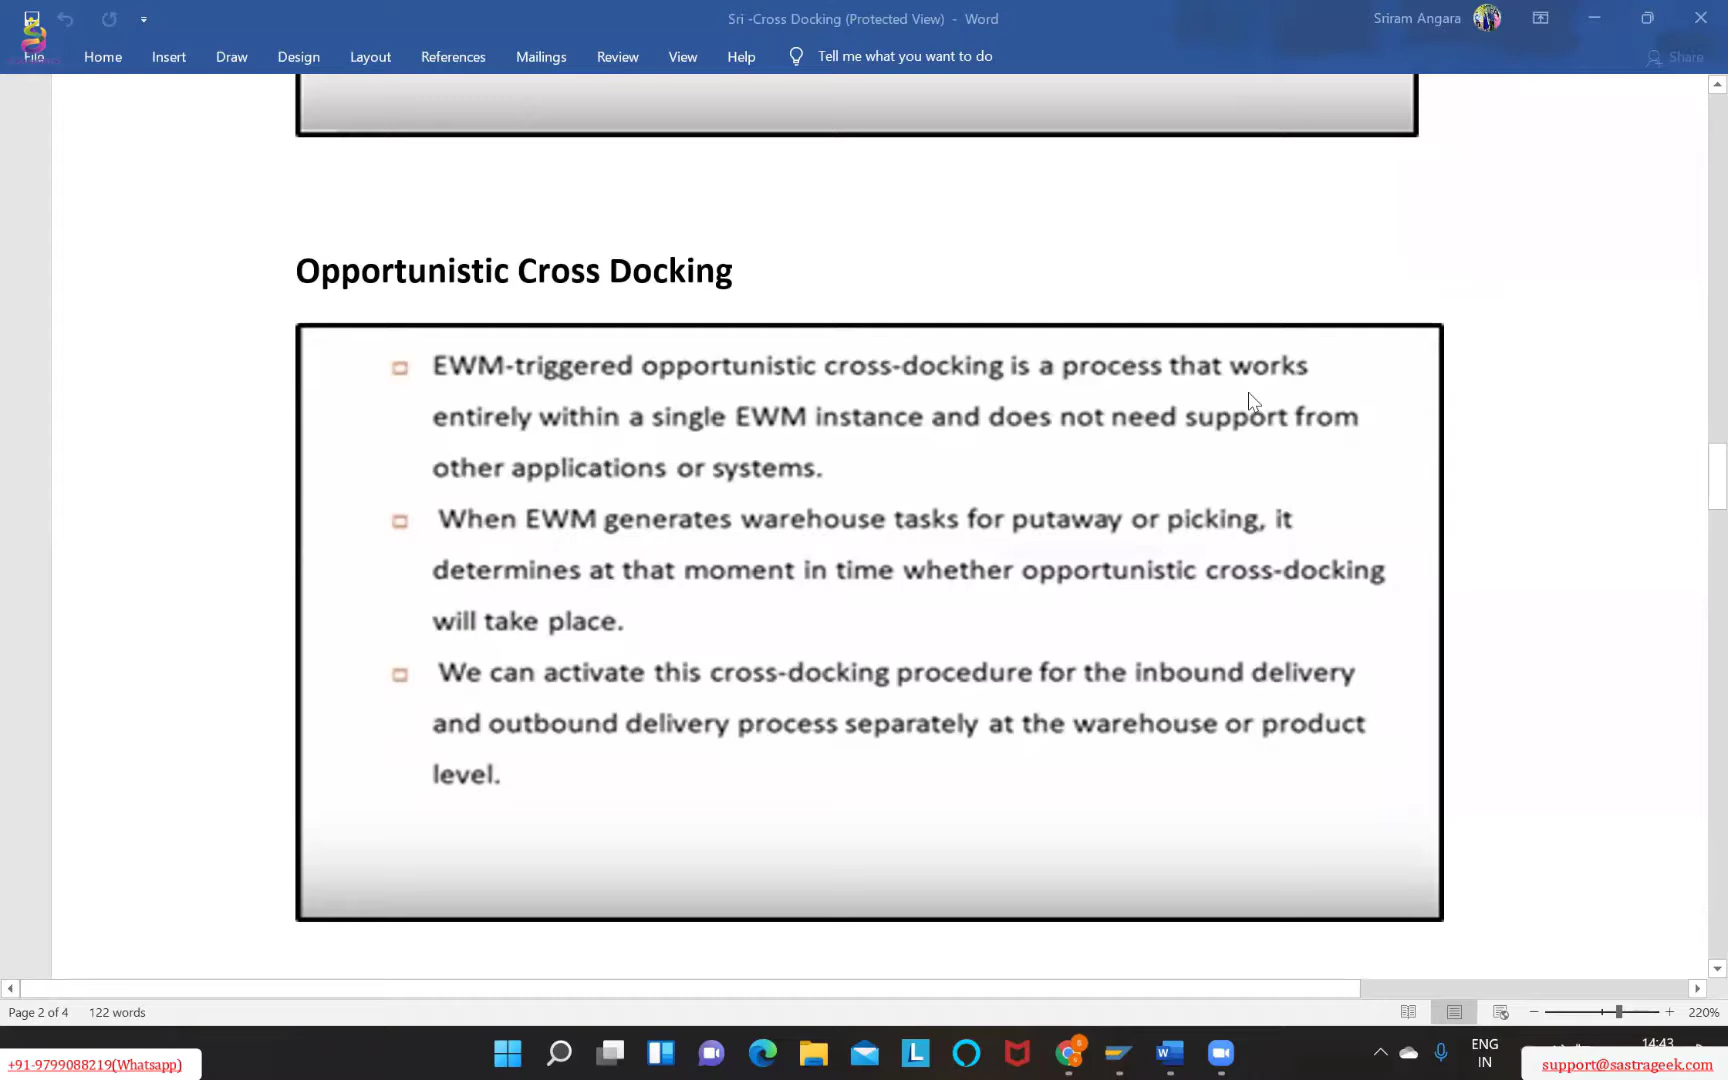 Sri -Cross Docking (Protected View) - Word
Sriram Angara
File Home Insert Draw Design Layout References Mailings Review View Help Tell me what you want to do Share
Opportunistic Cross Docking
EWM-triggered opportunistic cross-docking is a process that works
entirely within a single EWM instance and does not need support from
other applications or systems.
When EWM generates warehouse tasks for putaway or picking, it
determines at that moment in time whether opportunistic cross-docking
will take place.
We can activate this cross-docking procedure for the inbound delivery
and outbound delivery process separately at the warehouse or product
level.
Page 2 of 4 122 words 220%
ENG 14:43
IN
+91-9799088219(Whatsapp) support@sastrageek.com